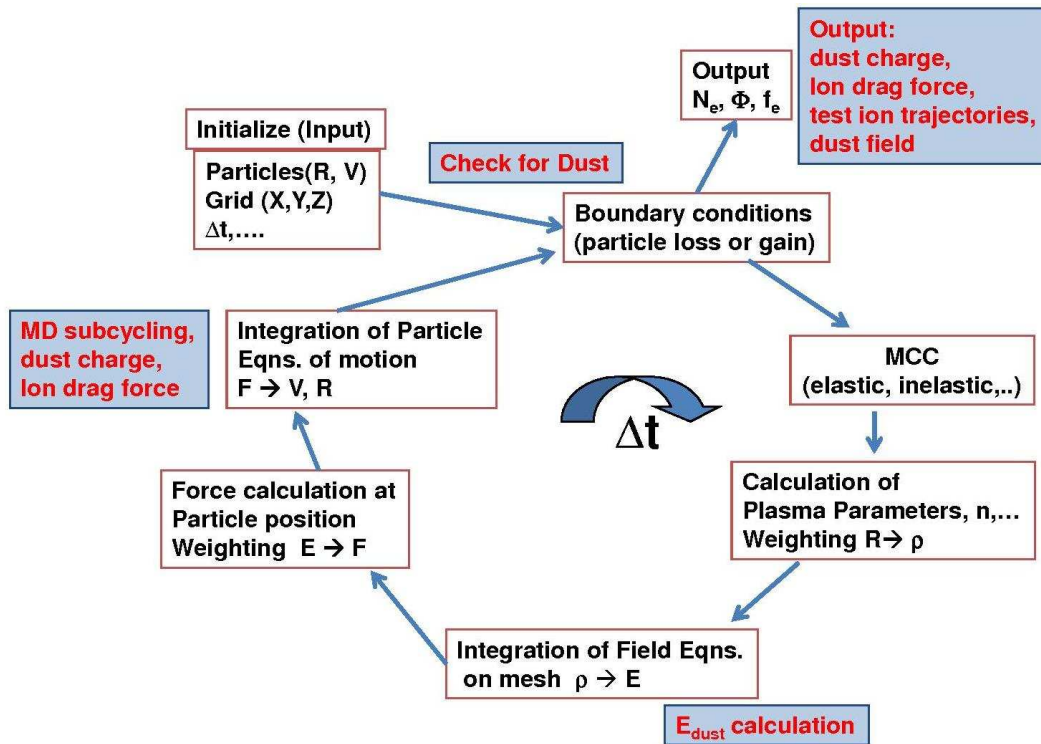 Output:
dust charge,
Ion drag force,
test ion trajectories,
dust field
Output
Nₑ, Φ, fₑ
Initialize (Input)
Particles(R, V)
Grid (X,Y,Z)
Δt,….
Check for Dust
Boundary conditions
(particle loss or gain)
MD subcycling,
dust charge,
Ion drag force
Integration of Particle
Eqns. of motion
F → V, R
MCC
(elastic, inelastic,..)
Δt
Force calculation at
Particle position
Weighting E → F
Calculation of
Plasma Parameters, n,…
Weighting R→ ρ
Integration of Field Eqns.
on mesh ρ → E
E_dust calculation